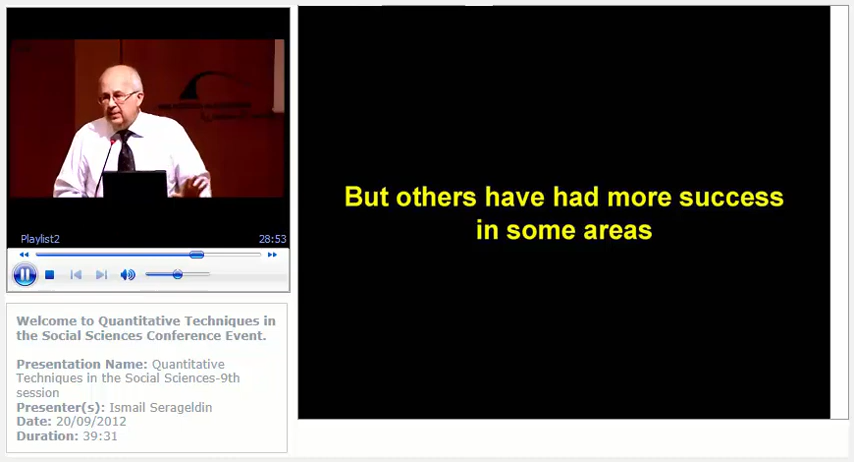 Playlist2
28:53
Welcome to Quantitative Techniques in
the Social Sciences Conference Event.
Presentation Name: Quantitative
Techniques in the Social Sciences-9th
session
Presenter(s): Ismail Serageldin
Date: 20/09/2012
Duration: 39:31
But others have had more success
in some areas